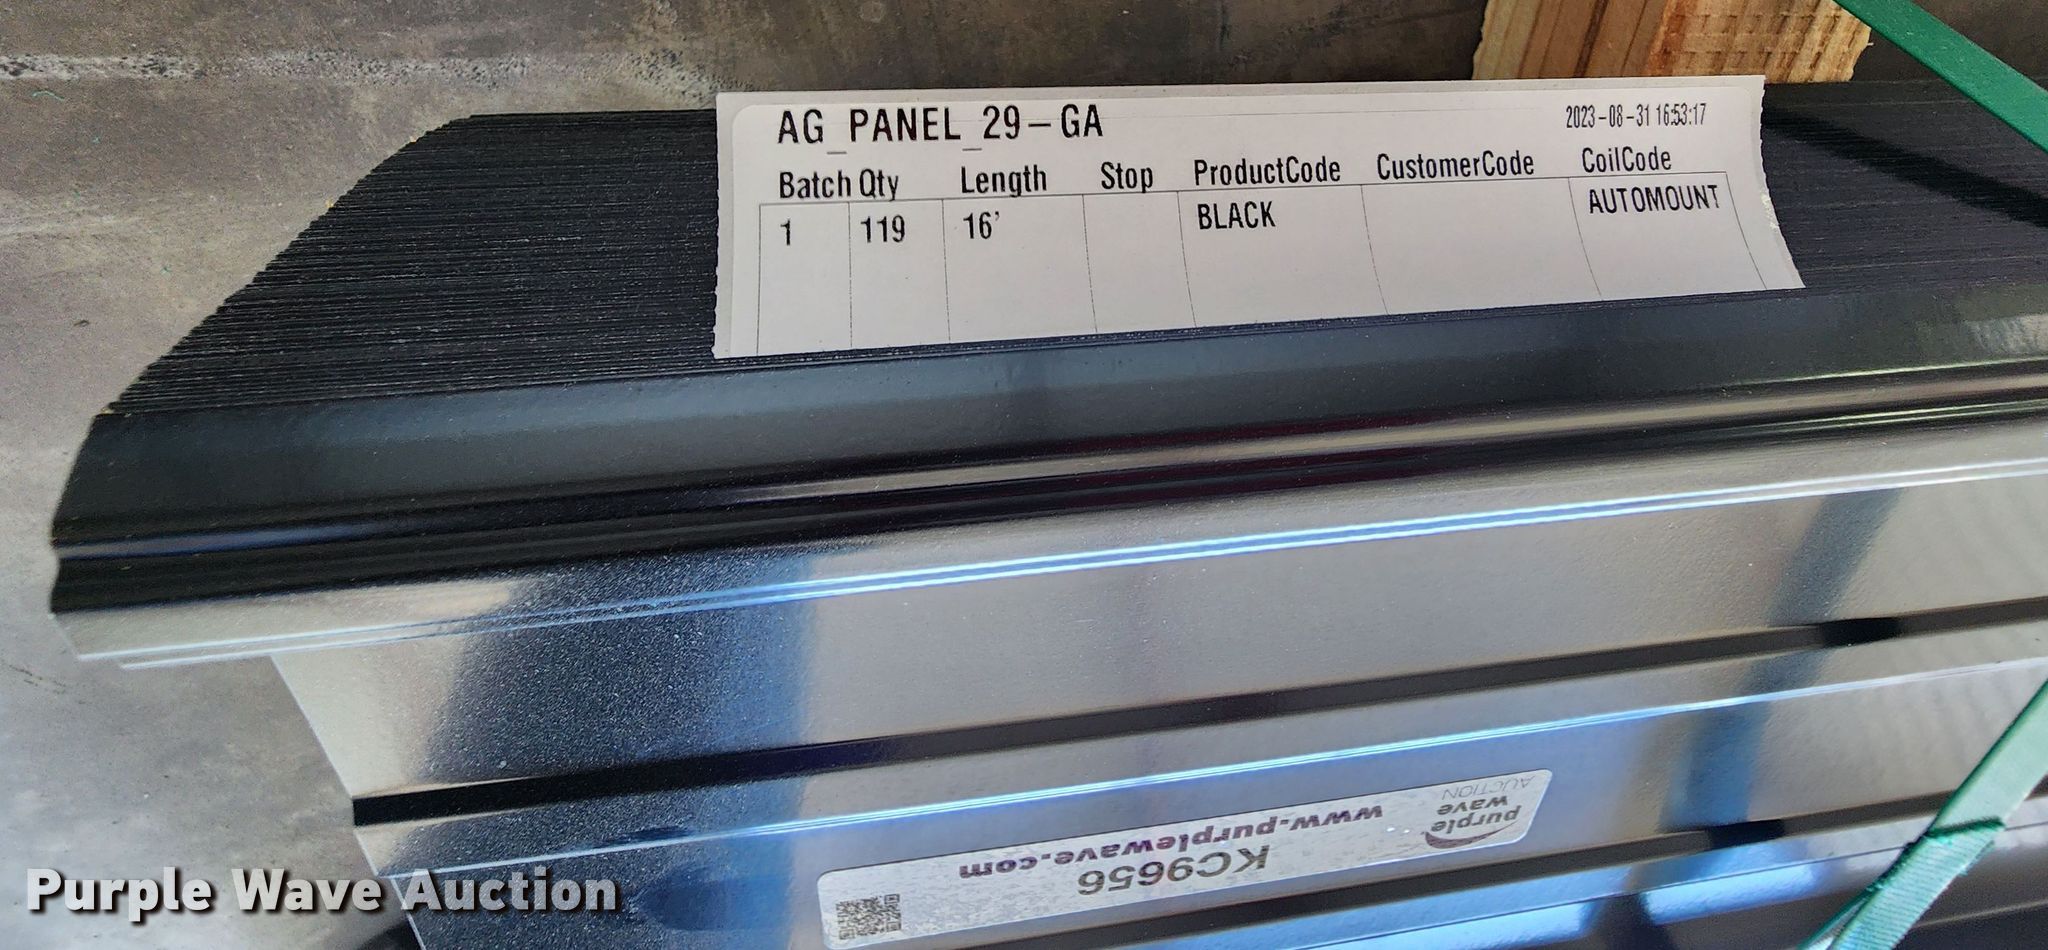 AG_PANEL_29-GA
2023-08-31 16:53:17
Batch Qty Length Stop ProductCode CustomerCode CoilCode
1 119 16' BLACK AUTOMOUNT
purple wave
AUCTION
www.purplewave.com
KC9656
Purple Wave Auction